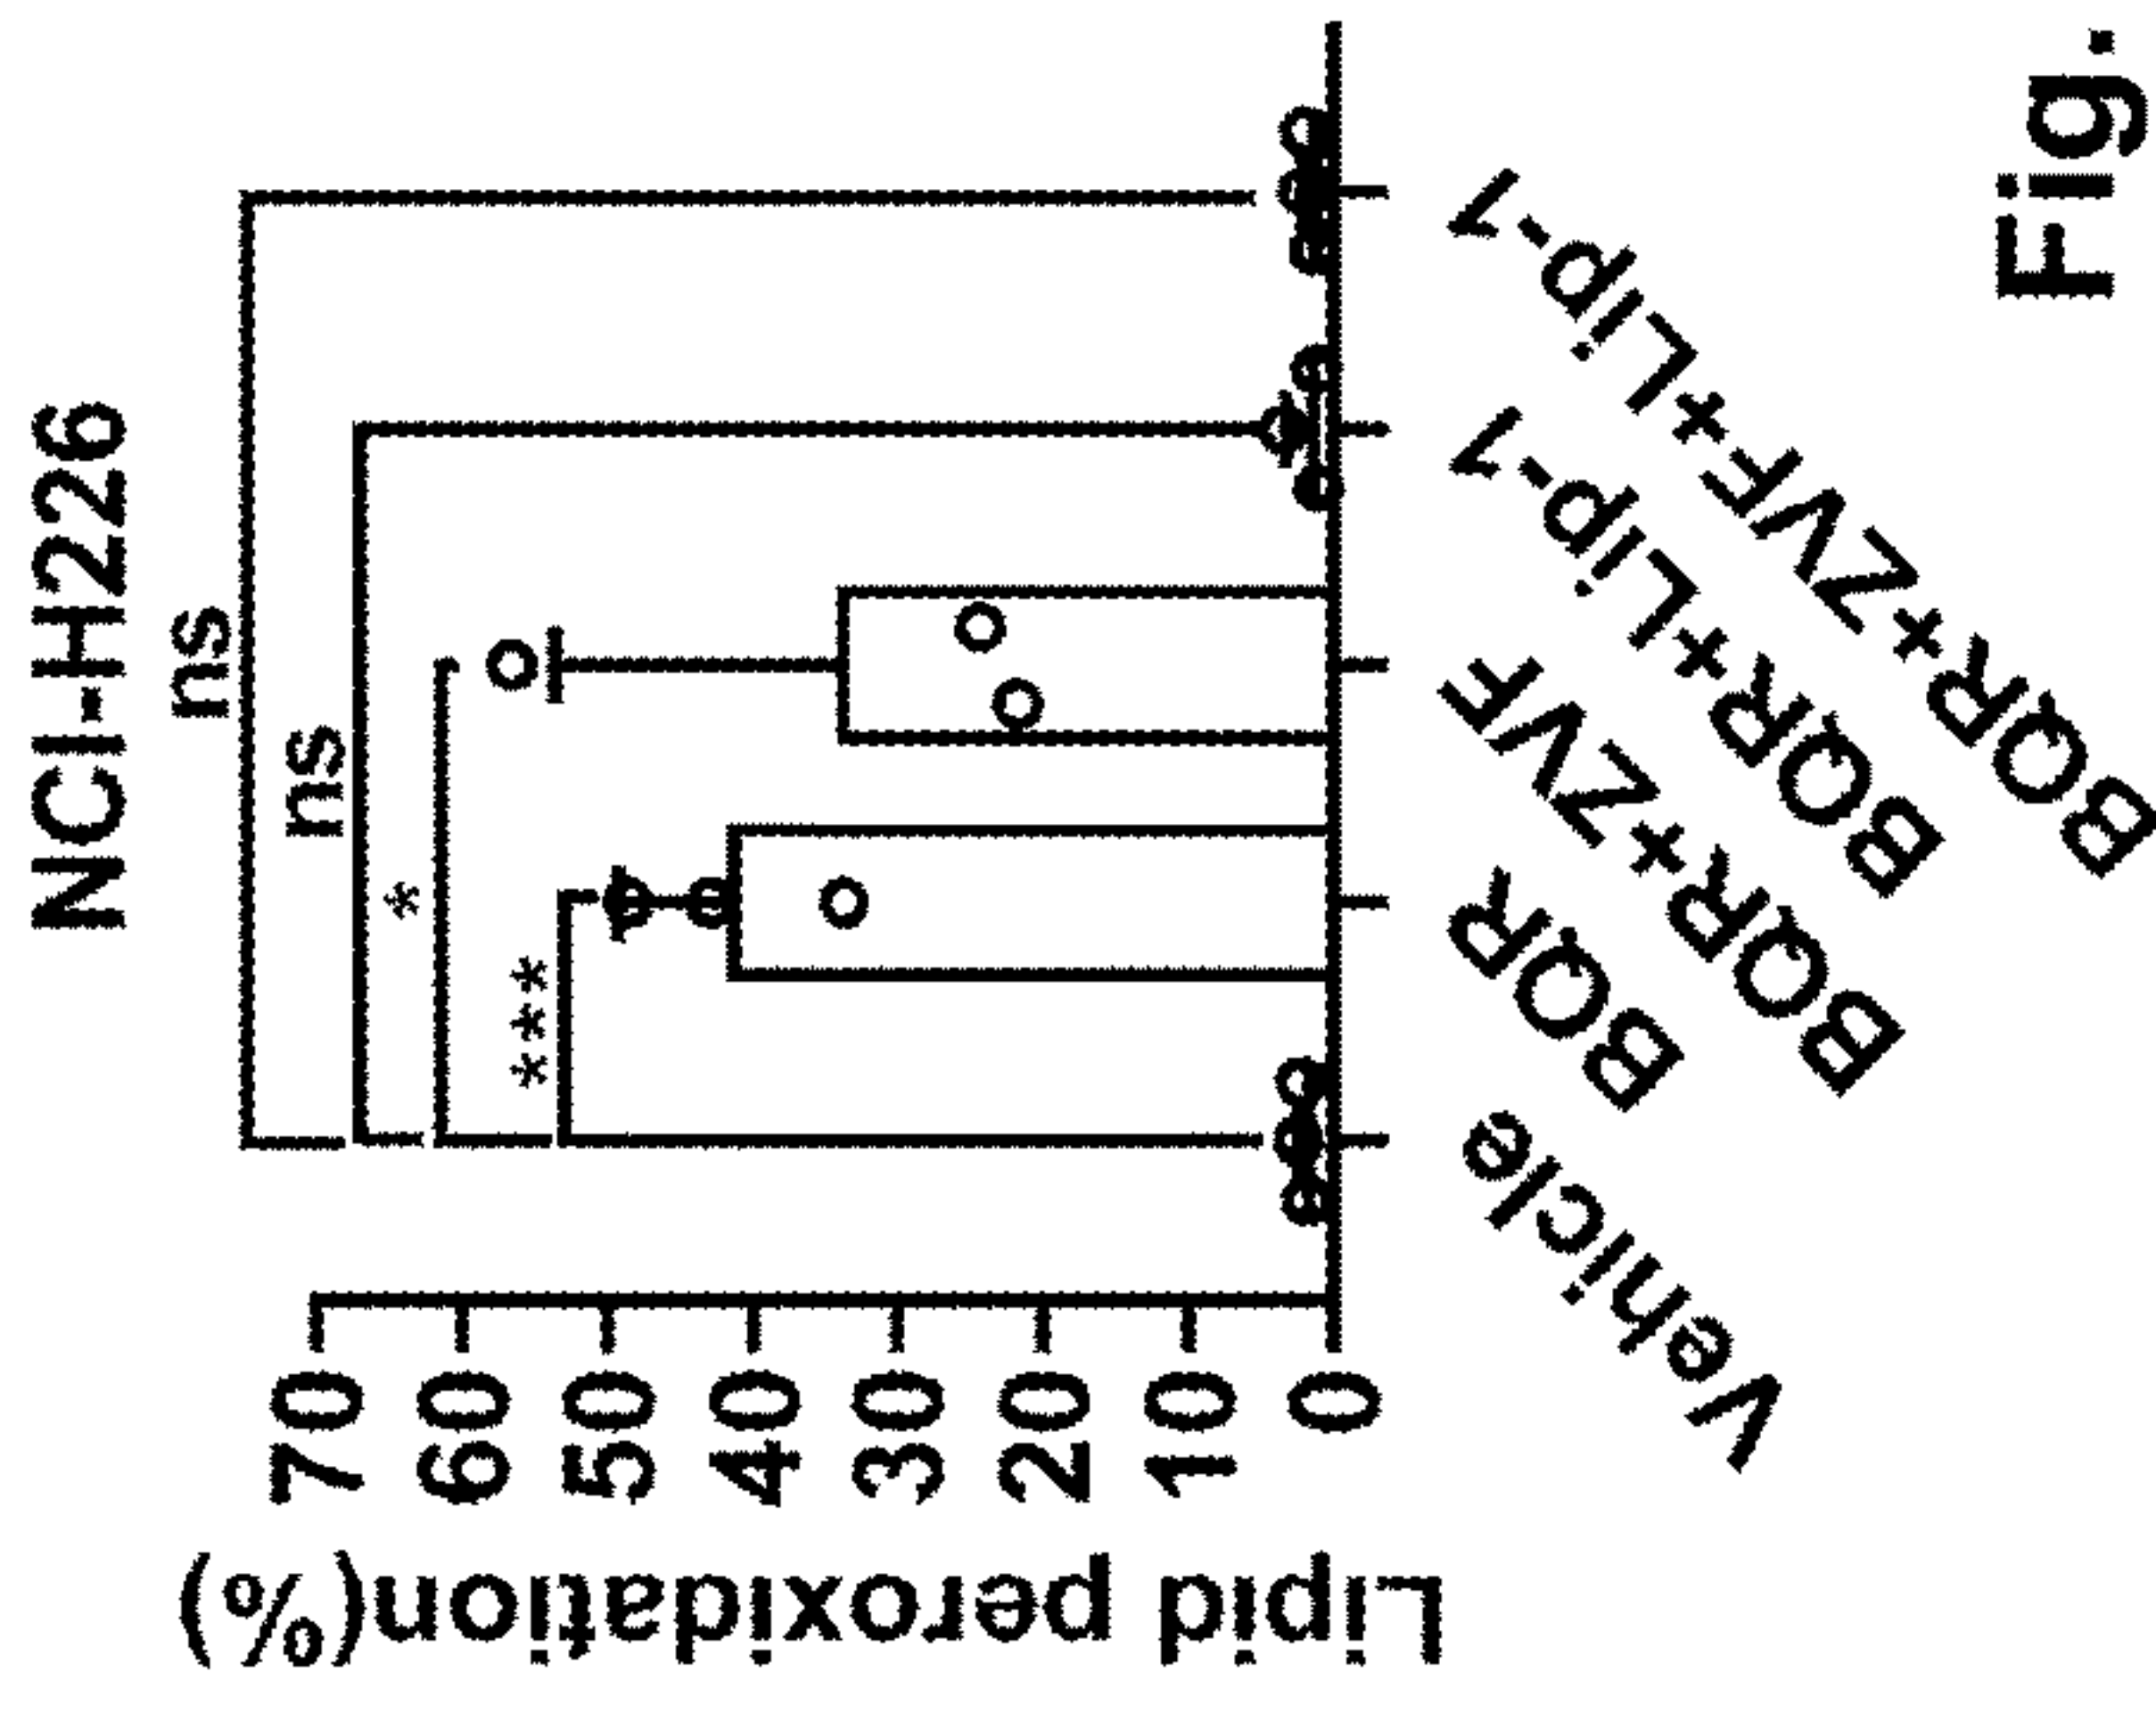 NCI-H226
ns
ns
*
***
Lipid peroxidation(%)
70
60
50
40
30
20
10
0
Vehicle
BOR
BOR+ZVF
BOR+Lip-1
BOR+ZVF+Lip-1
Fig.